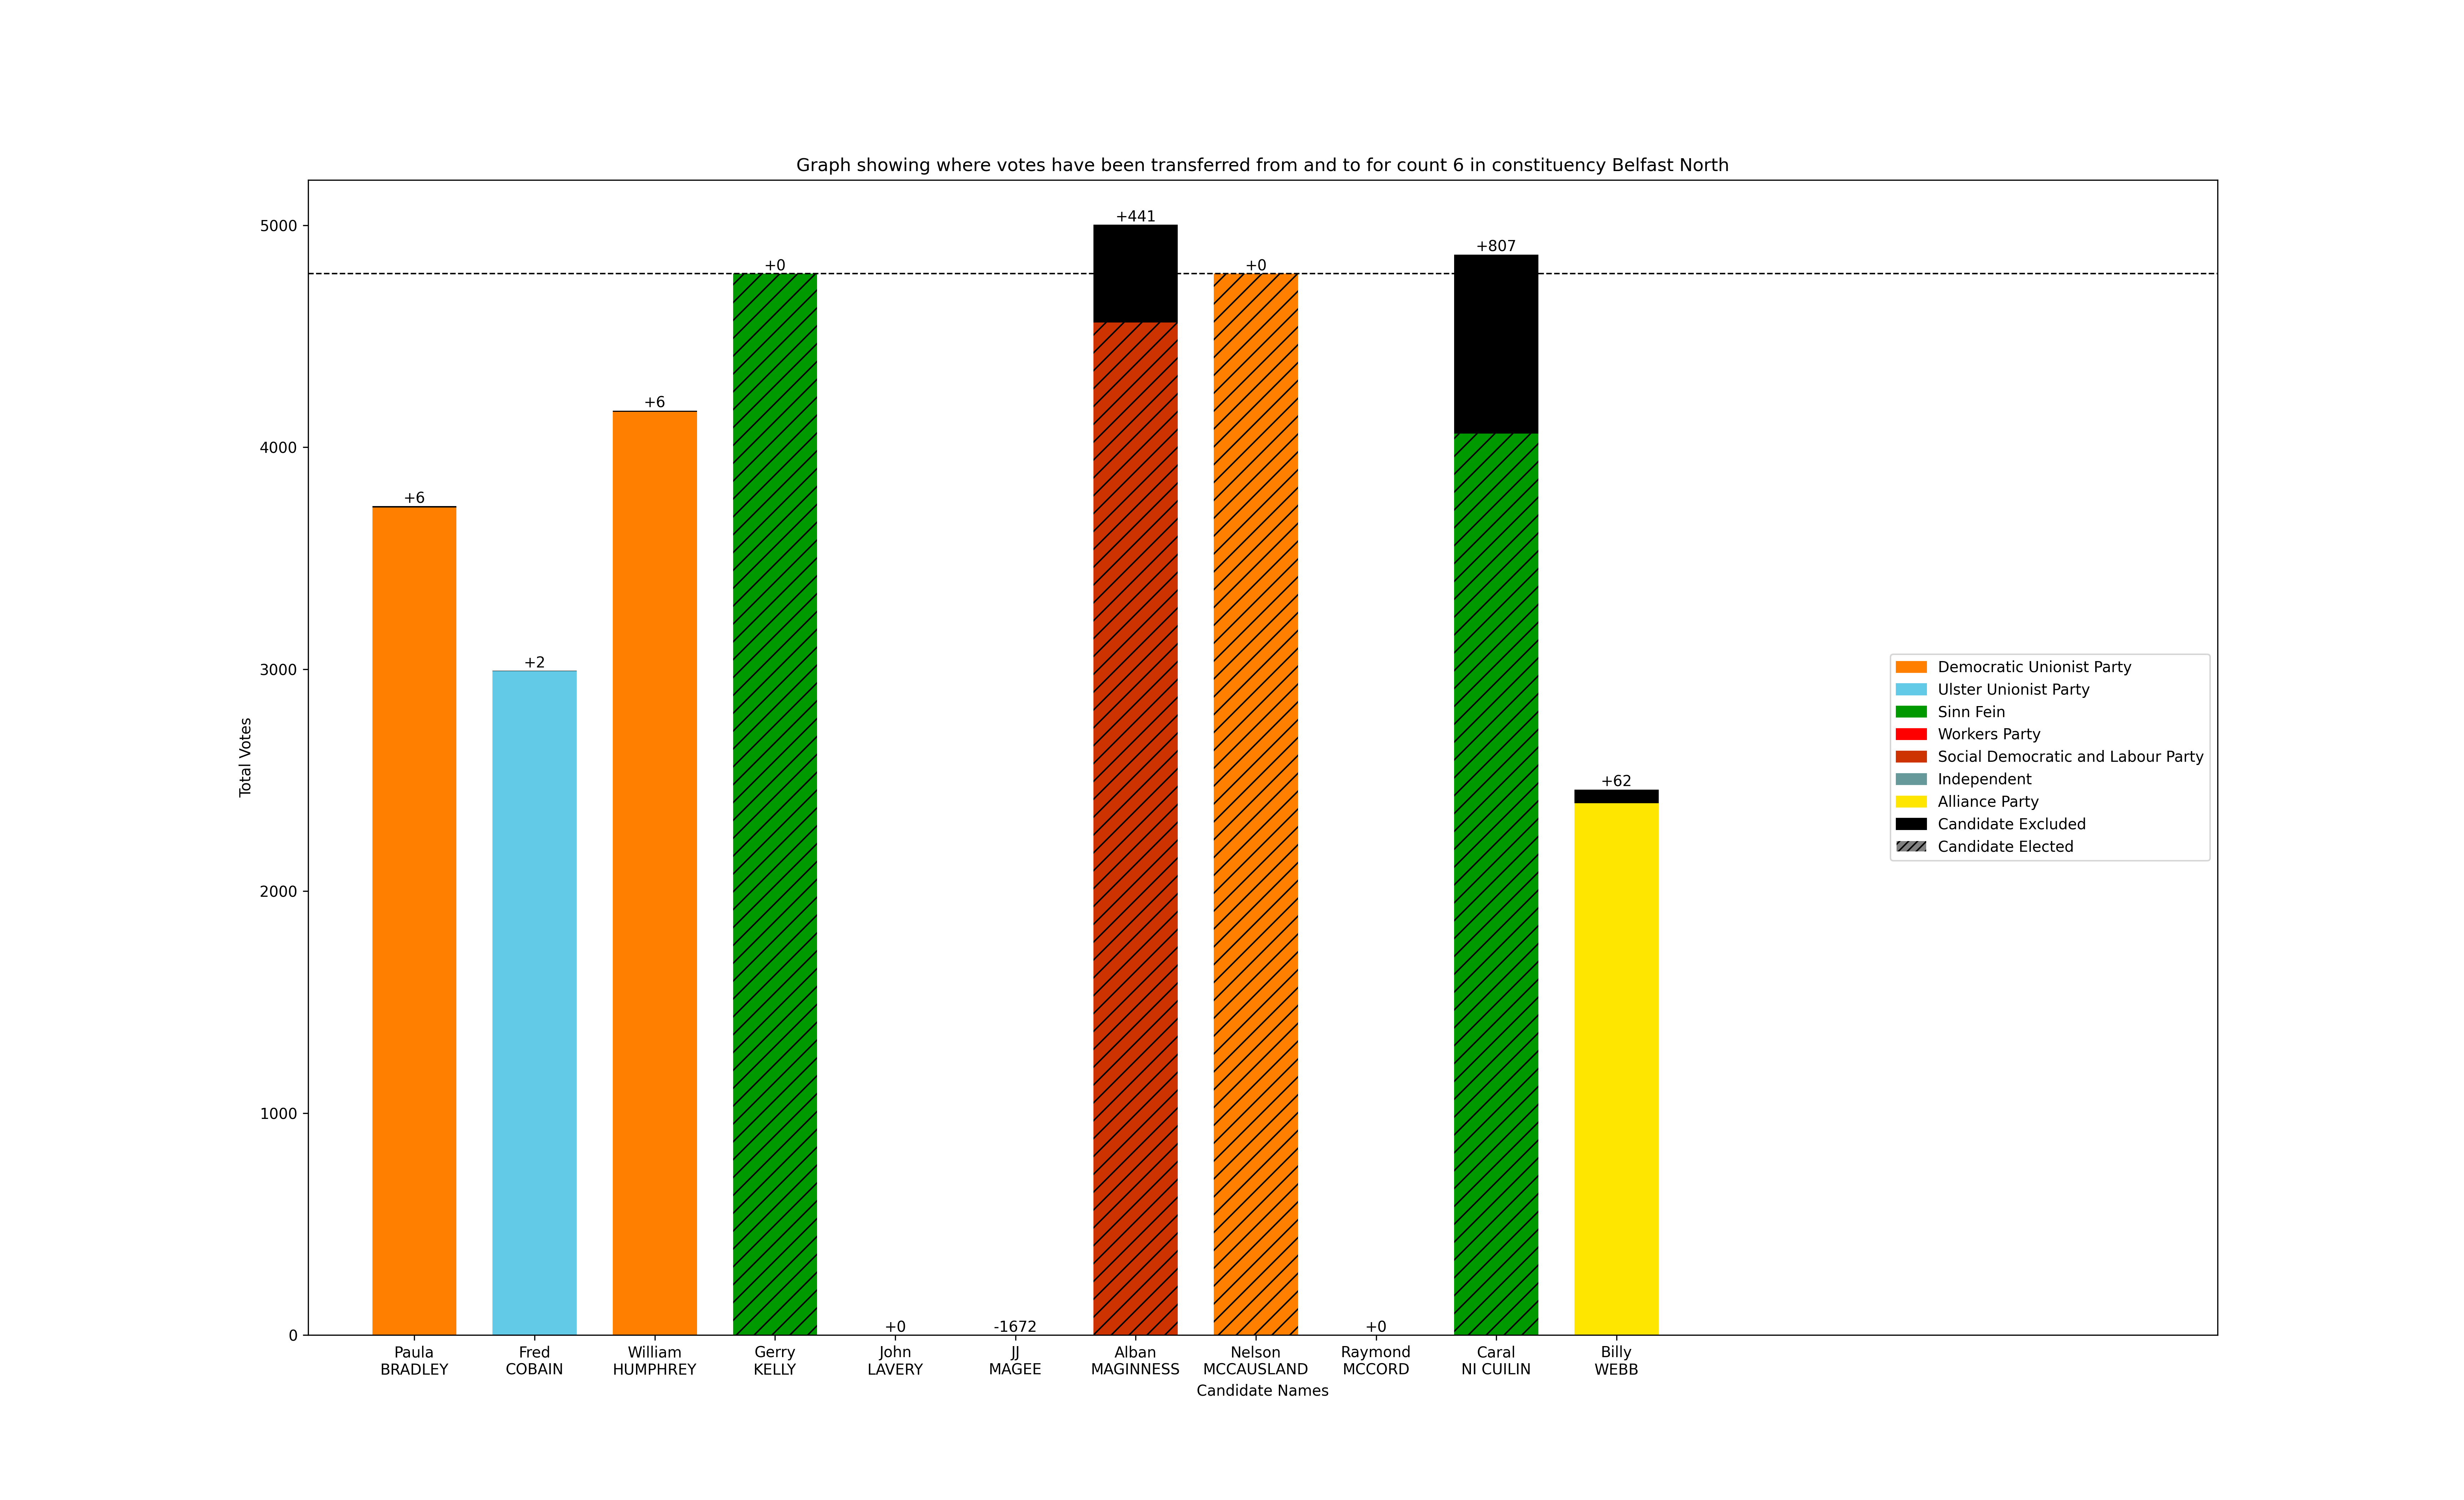 Graph showing where votes have been transferred from and to for count 6 in constituency Belfast North
Total Votes
5000
4000
3000
2000
1000
0
+6
+2
+6
+0
+0
-1672
+441
+0
+0
+807
+62
Paula
BRADLEY
Fred
COBAIN
William
HUMPHREY
Gerry
KELLY
John
LAVERY
JJ
MAGEE
Alban
MAGINNESS
Nelson
MCCAUSLAND
Raymond
MCCORD
Caral
NI CUILIN
Billy
WEBB
Candidate Names
Democratic Unionist Party
Ulster Unionist Party
Sinn Fein
Workers Party
Social Democratic and Labour Party
Independent
Alliance Party
Candidate Excluded
Candidate Elected